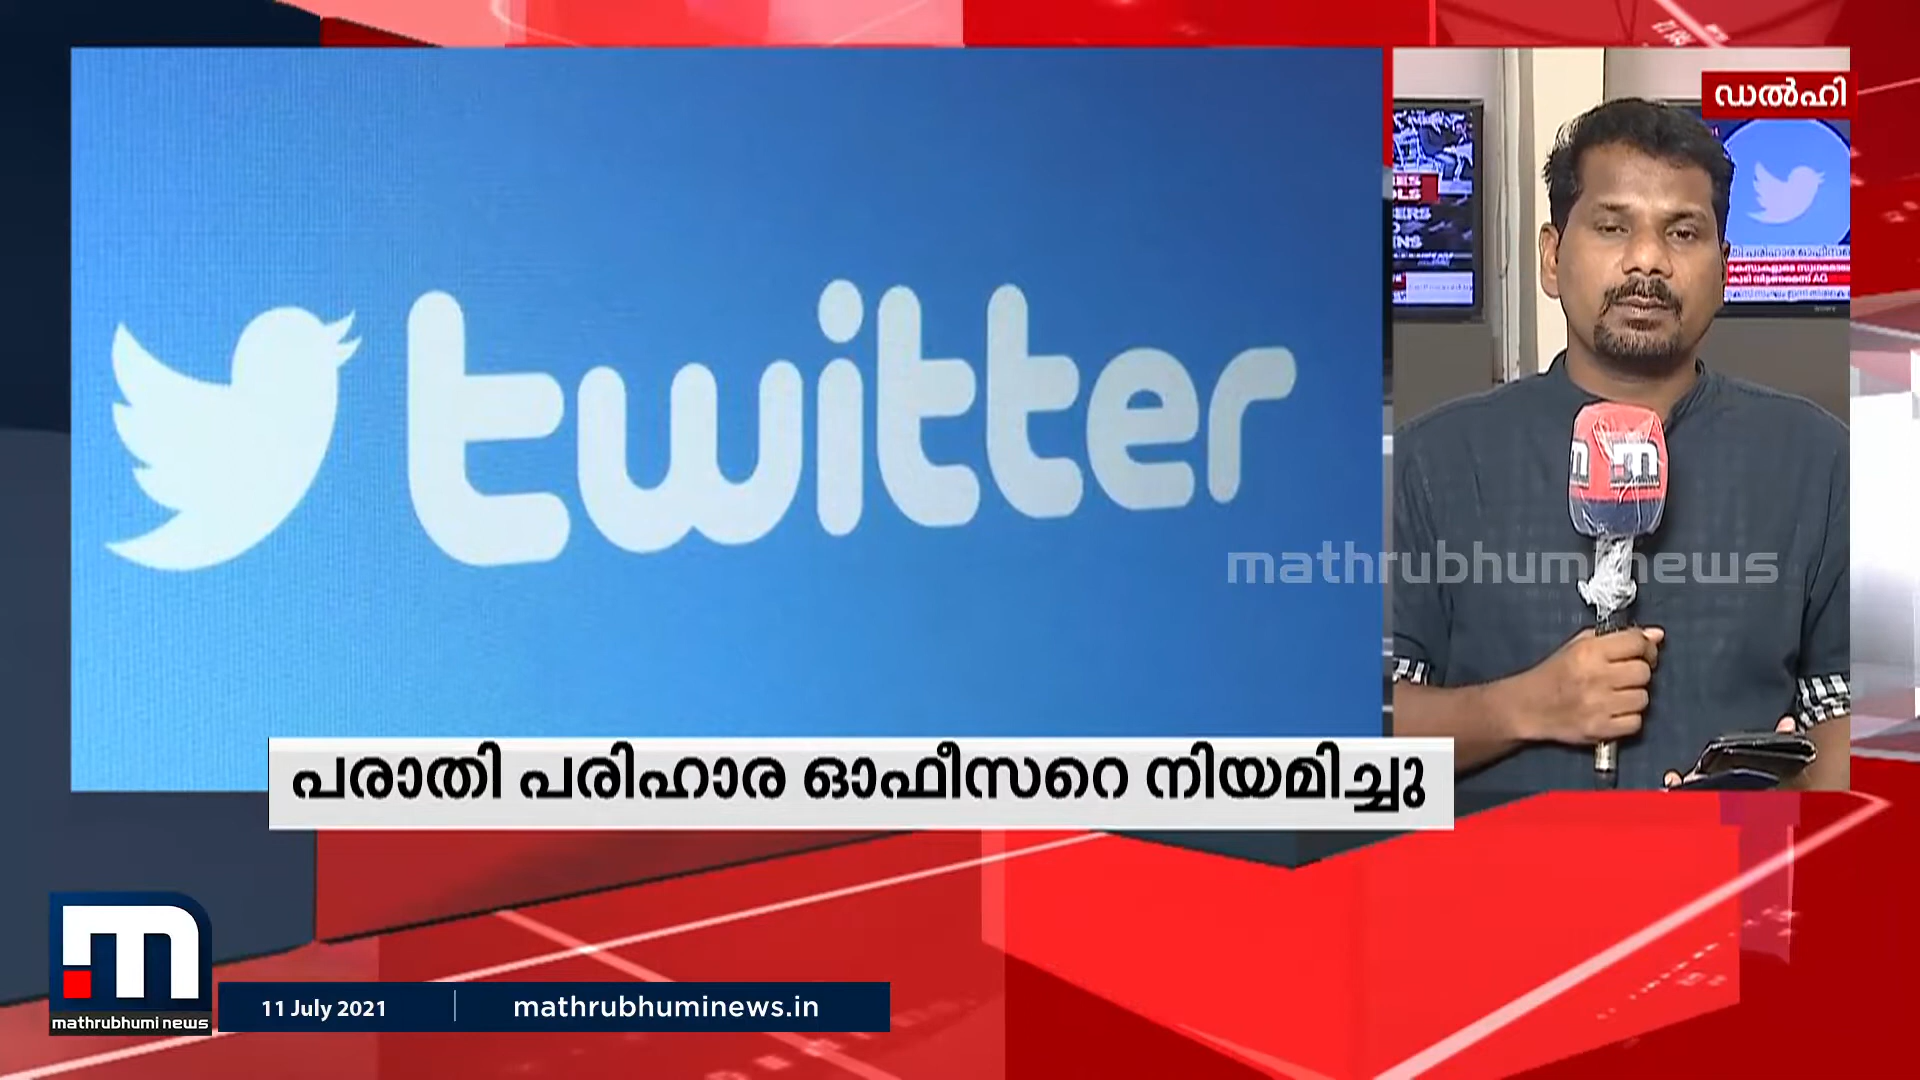 ഡൽഹി
twitter
mathrubhuminews
പരാതി പരിഹാര ഓഫീസറെ നിയമിച്ചു
mathrubhumi news
11 July 2021
mathrubhuminews.in